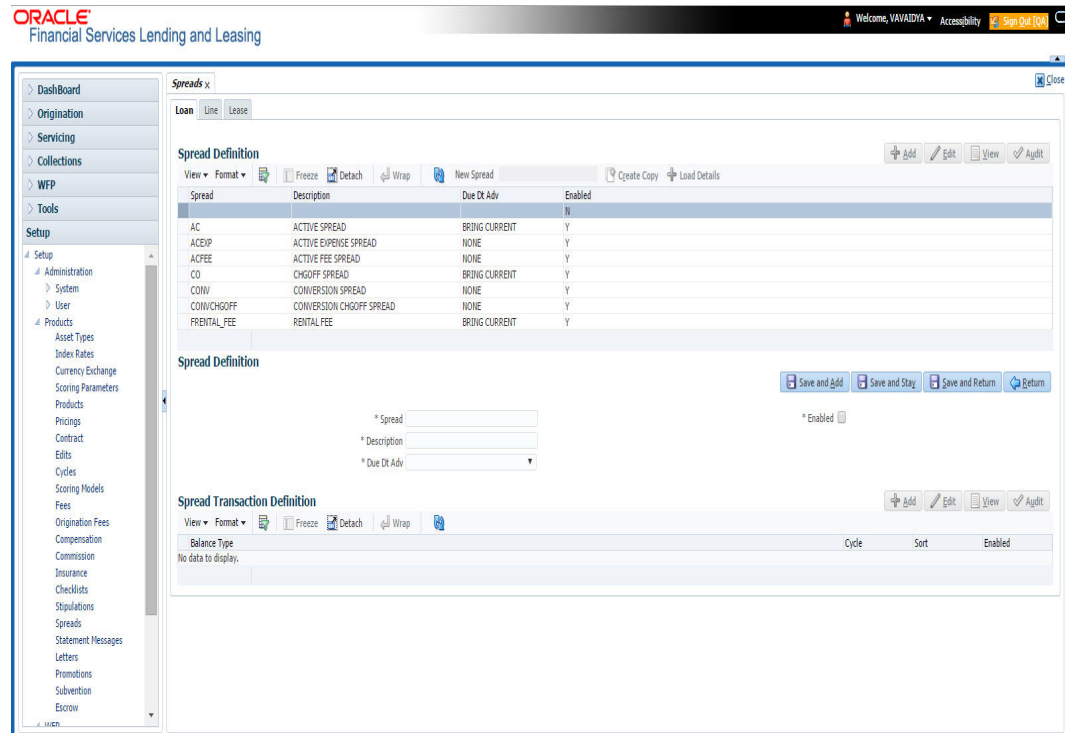 ORACLE
Financial Services Lending and Leasing
Welcome, VAVAIDYA
Accessibility
Sign Out [QA]
DashBoard
Origination
Servicing
Collections
WFP
Tools
Setup
Setup
Administration
System
User
Products
Asset Types
Index Rates
Currency Exchange
Scoring Parameters
Products
Pricings
Contract
Edits
Cycles
Scoring Models
Fees
Origination Fees
Compensation
Commission
Insurance
Checklists
Stipulations
Spreads
Statement Messages
Letters
Promotions
Subvention
Escrow
WFP
Spreads x
Close
Loan Line Lease
Spread Definition
Add Edit View Audit
View Format Freeze Detach Wrap New Spread Create Copy Load Details
Spread Description Due Dt Adv Enabled
N
AC ACTIVE SPREAD BRING CURRENT Y
ACEXP ACTIVE EXPENSE SPREAD NONE Y
ACFEE ACTIVE FEE SPREAD NONE Y
CO CHGOFF SPREAD BRING CURRENT Y
CONV CONVERSION SPREAD NONE Y
CONVCHGOFF CONVERSION CHGOFF SPREAD NONE Y
FRENTAL_FEE RENTAL FEE BRING CURRENT Y
Spread Definition
Save and Add Save and Stay Save and Return Return
* Spread
* Enabled
* Description
* Due Dt Adv
Spread Transaction Definition
Add Edit View Audit
View Format Freeze Detach Wrap
Balance Type Cycle Sort Enabled
No data to display.